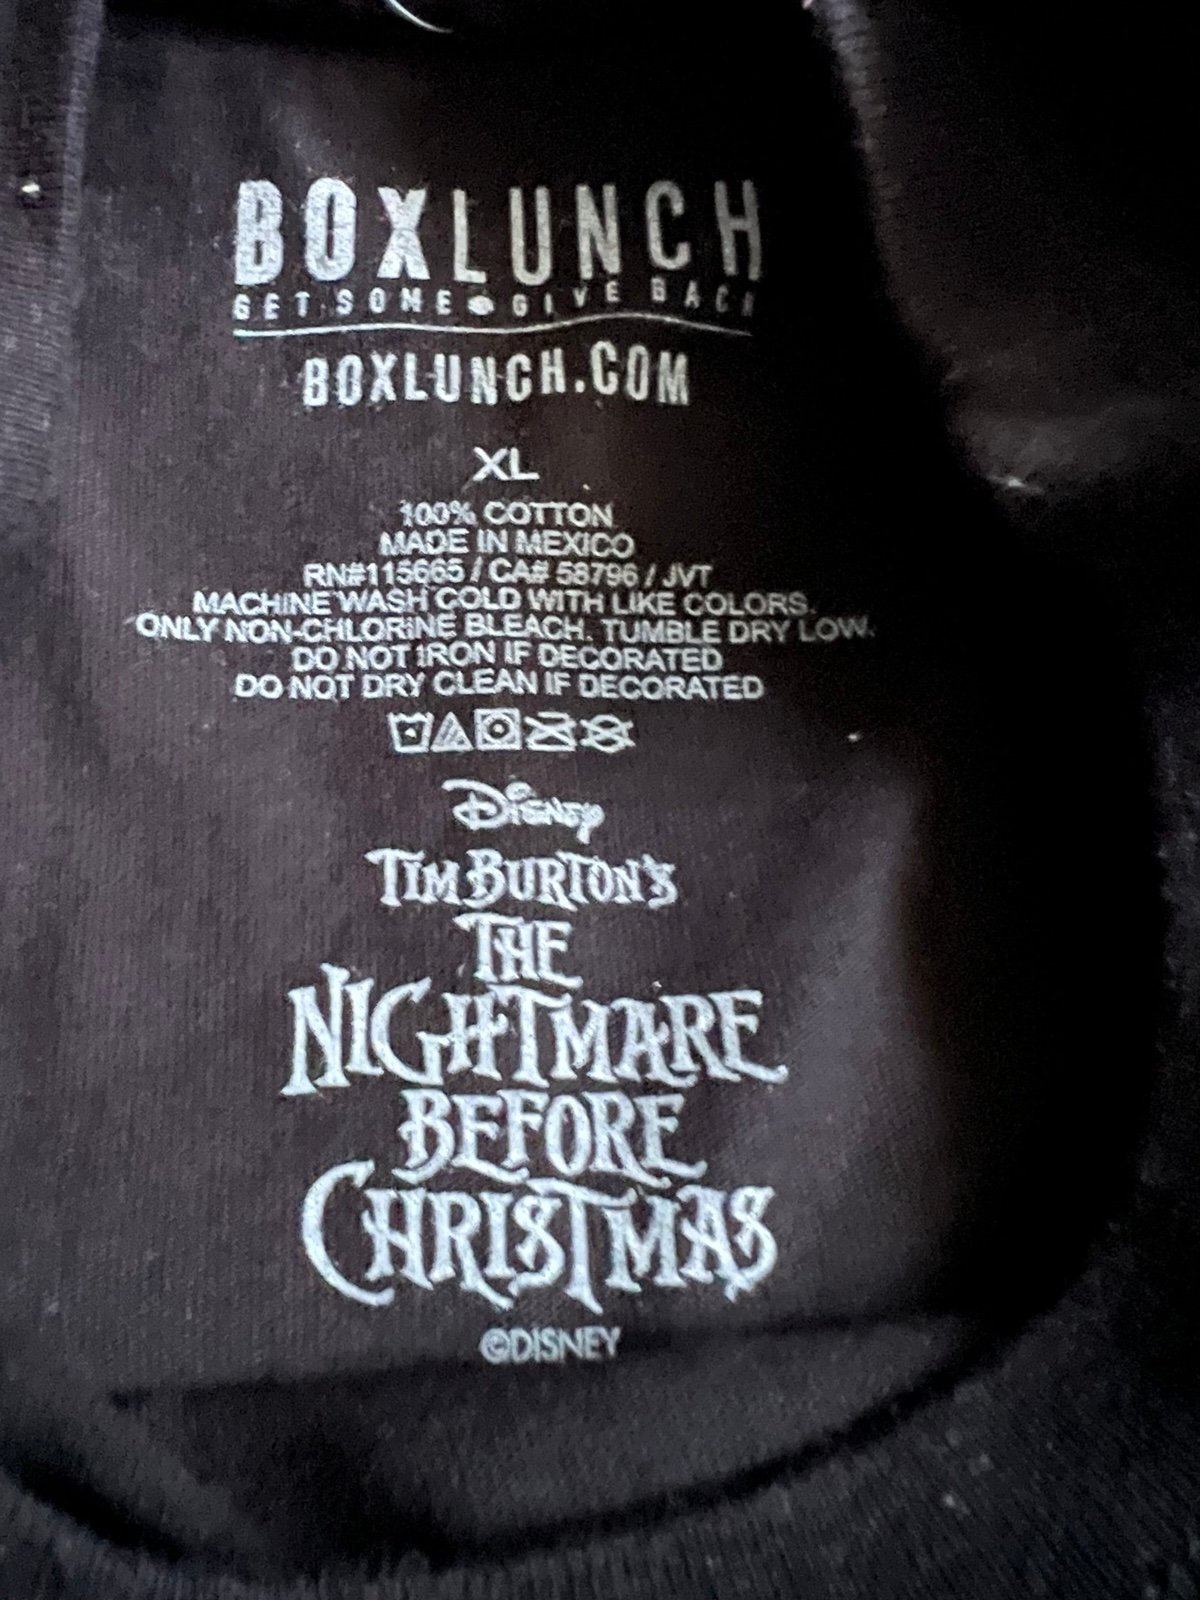 BOXLUNCH
GET SOME GIVE BACK
BOXLUNCH.COM
XL
100% COTTON
MADE IN MEXICO
RN#115665 / CA# 58796 / JVT
MACHINE WASH COLD WITH LIKE COLORS.
ONLY NON-CHLORINE BLEACH. TUMBLE DRY LOW.
DO NOT IRON IF DECORATED
DO NOT DRY CLEAN IF DECORATED
Disney
TIM BURTON'S
THE
NIGHTMARE
BEFORE
CHRISTMAS
©DISNEY